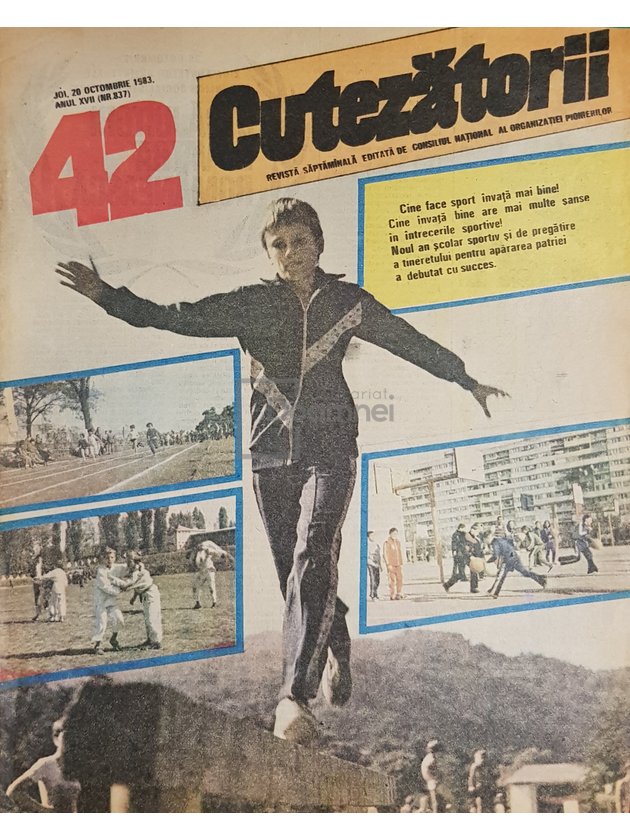 JOI, 20 OCTOMBRIE 1983.
ANUL XVII (NR.837)
42
Cutezătorii
REVISTĂ SĂPTĂMÎNALĂ EDITATĂ DE CONSILIUL NAȚIONAL AL ORGANIZAȚIEI PIONIERILOR
Cine face sport învață mai bine!
Cine învață bine are mai multe șanse
in întrecerile sportive!
Noul an școlar sportiv și de pregătire
a tineretului pentru apărarea patriei
a debutat cu succes.